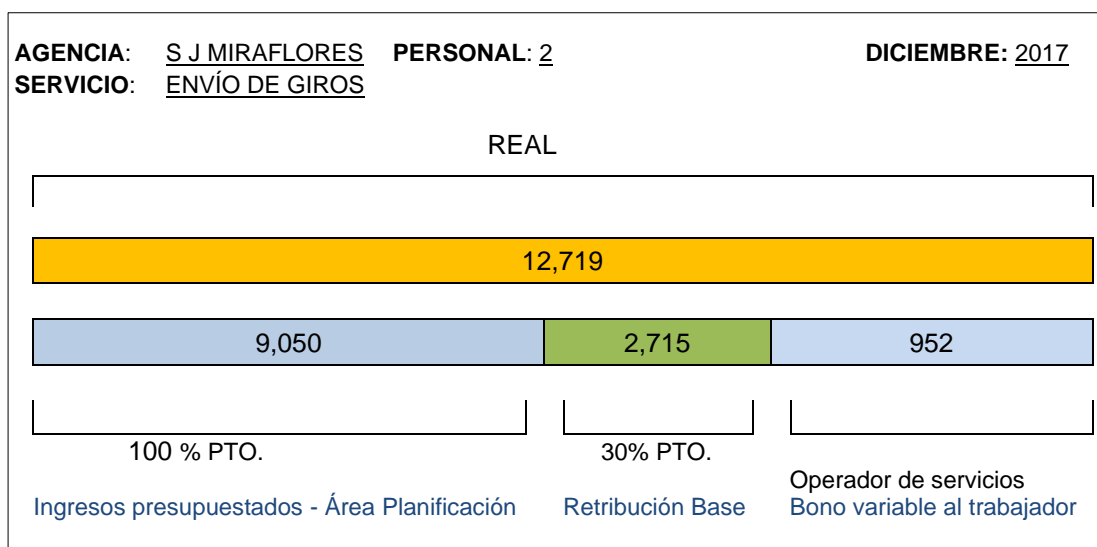 AGENCIA: S J MIRAFLORES PERSONAL: 2 DICIEMBRE: 2017
SERVICIO: ENVÍO DE GIROS
REAL
12,719
9,050 2,715 952
100 % PTO. 30% PTO.
Operador de servicios
Ingresos presupuestados - Área Planificación Retribución Base Bono variable al trabajador